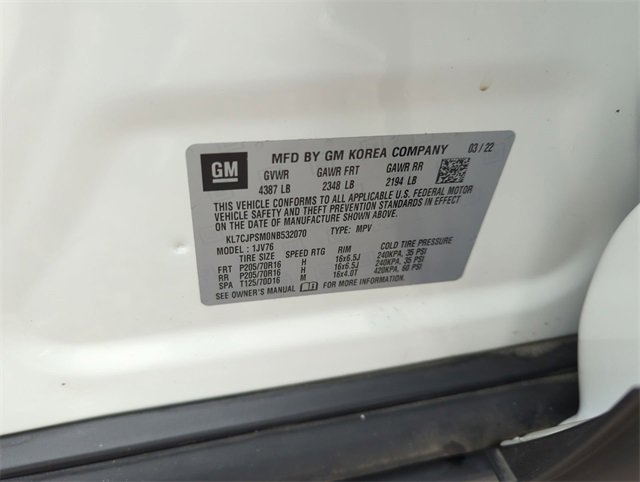 GM
MFD BY GM KOREA COMPANY 03/22
GVWR GAWR FRT GAWR RR
4387 LB 2348 LB 2194 LB
THIS VEHICLE CONFORMS TO ALL APPLICABLE U.S. FEDERAL MOTOR
VEHICLE SAFETY AND THEFT PREVENTION STANDARDS IN EFFECT
ON THE DATE OF MANUFACTURE SHOWN ABOVE.
KL7CJPSM0NB532070 TYPE: MPV
MODEL: 1JV76
TIRE SIZE SPEED RTG RIM COLD TIRE PRESSURE
FRT P205/70R16 H 16x6.5J 240KPA, 35 PSI
RR P205/70R16 H 16x6.5J 240KPA, 35 PSI
SPA T125/70D16 M 16x4.0T 420KPA, 60 PSI
SEE OWNER'S MANUAL FOR MORE INFORMATION.